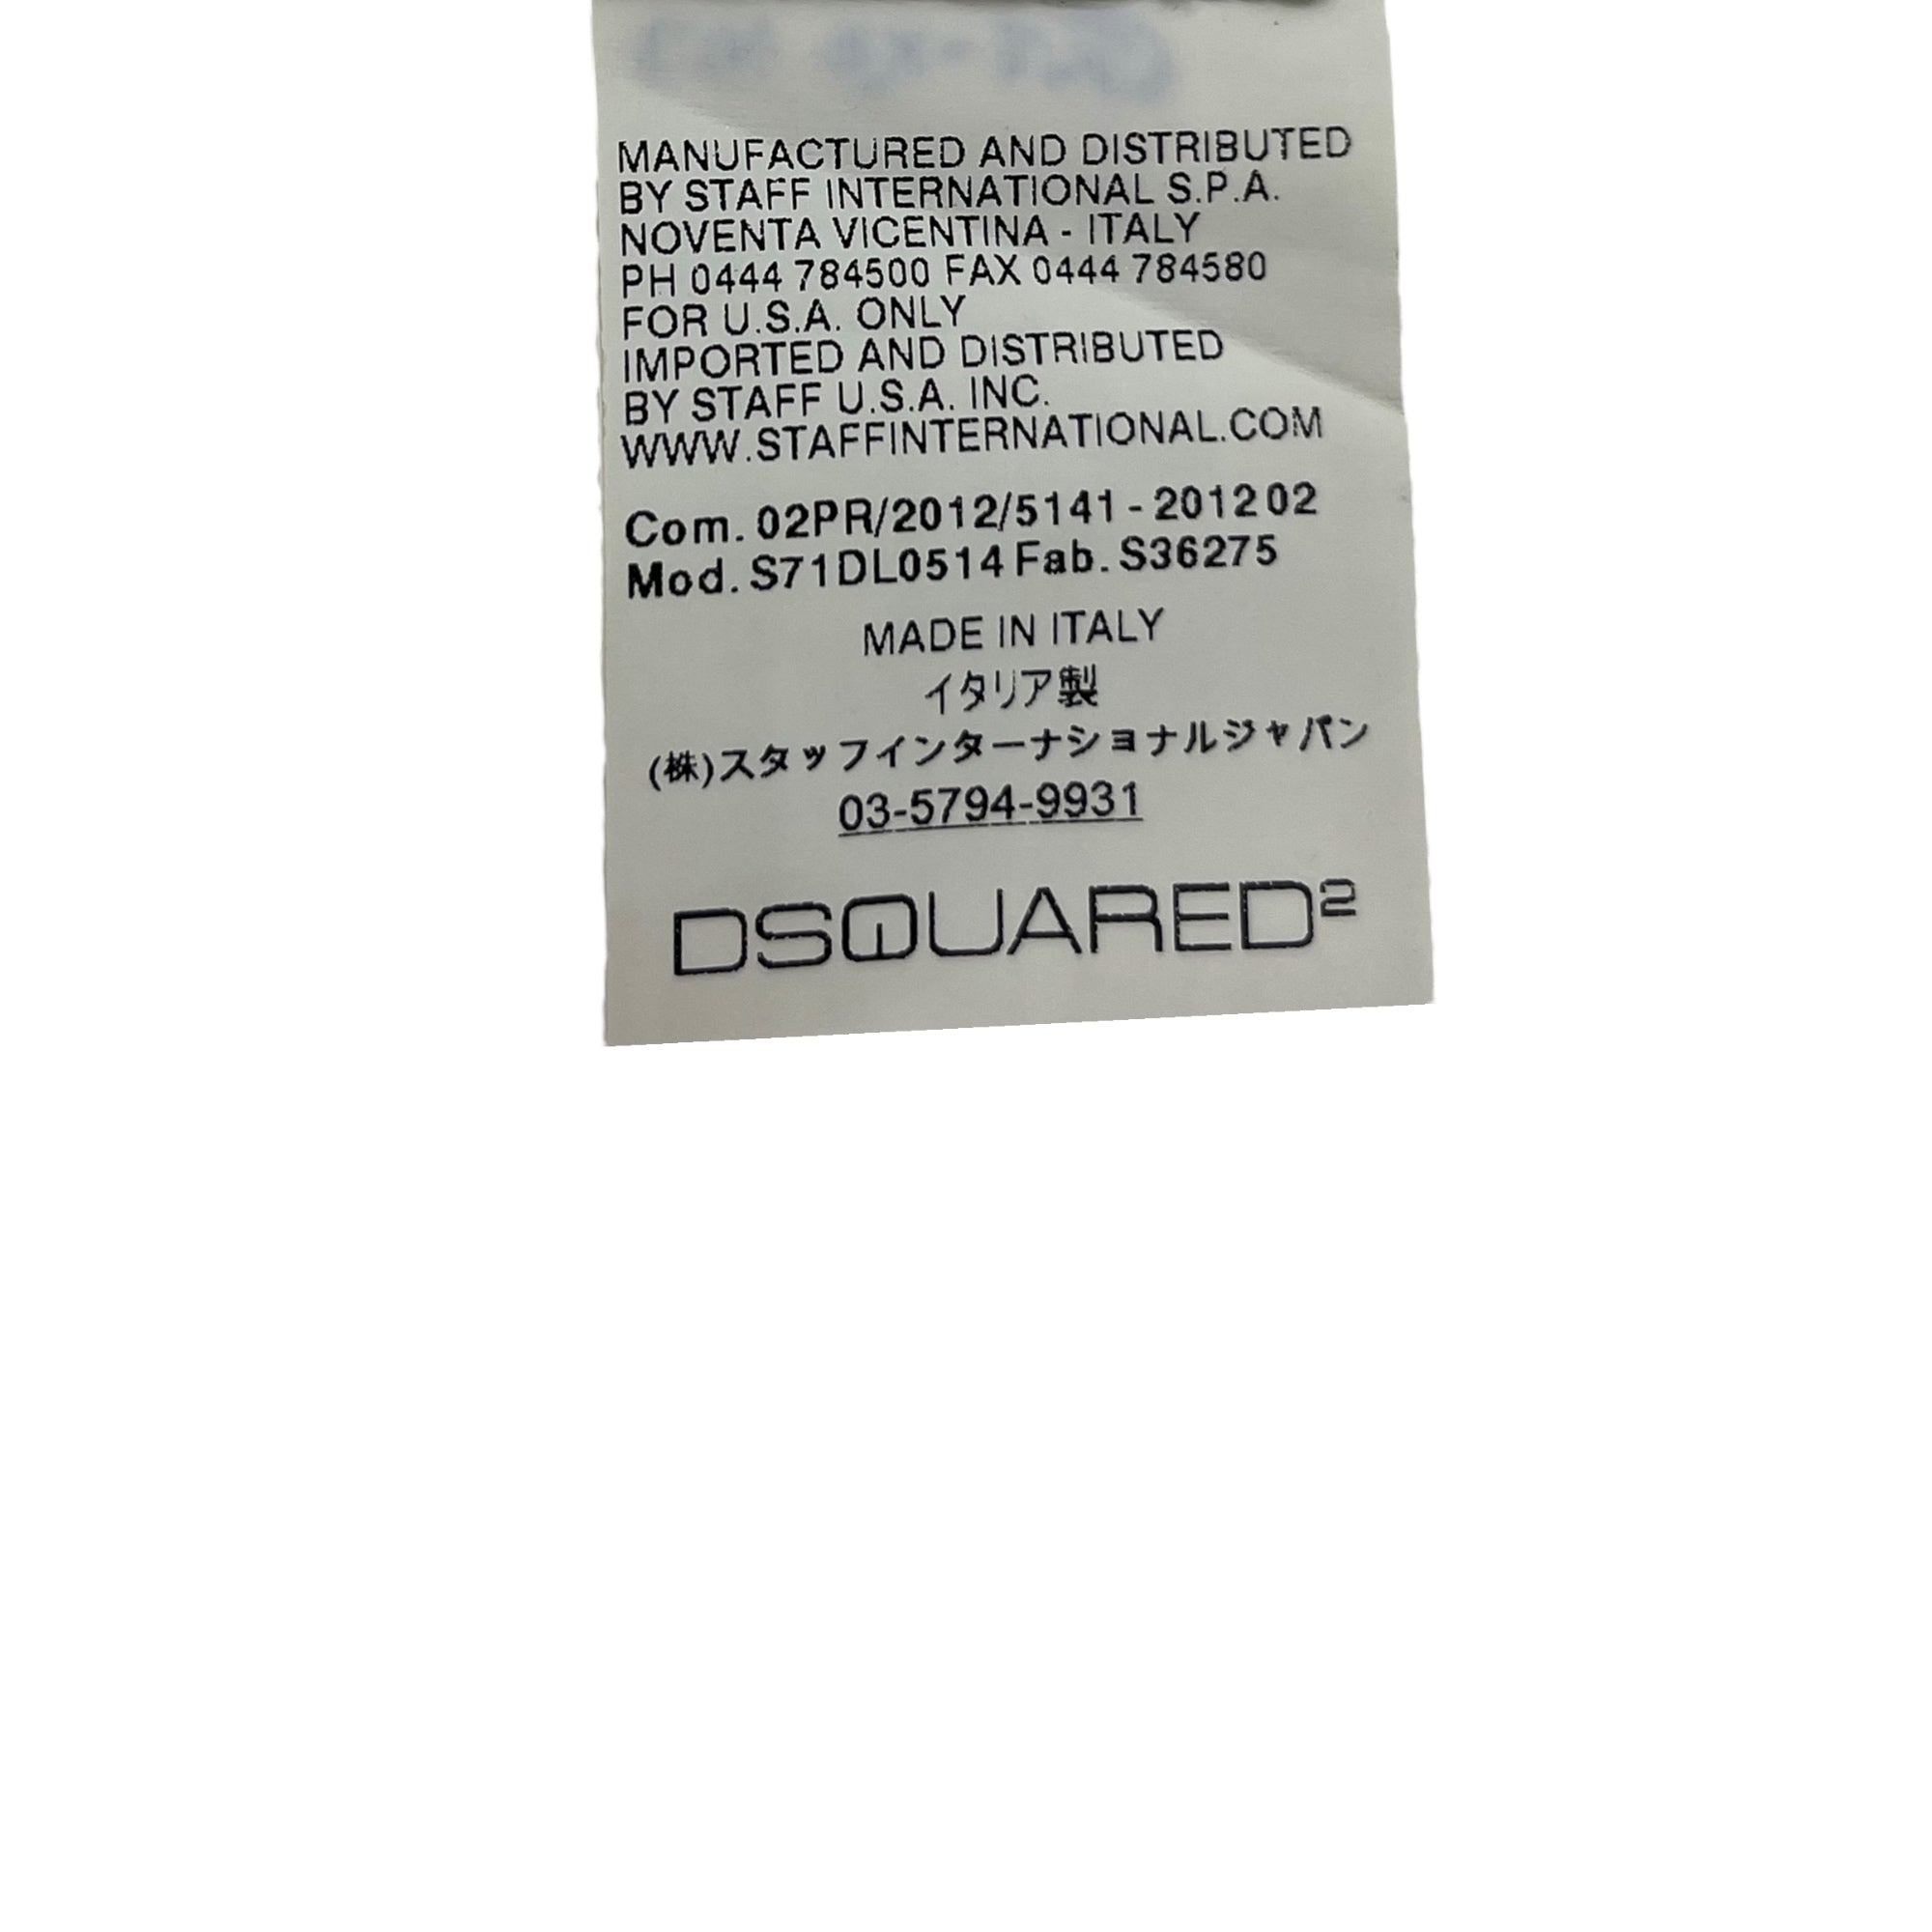 MANUFACTURED AND DISTRIBUTED
BY STAFF INTERNATIONAL S.P.A.
NOVENTA VICENTINA - ITALY
PH 0444 784500 FAX 0444 784580
FOR U.S.A. ONLY
IMPORTED AND DISTRIBUTED
BY STAFF U.S.A. INC.
WWW.STAFFINTERNATIONAL.COM
Com. 02PR/2012/5141 - 201202
Mod. S71DL0514 Fab. S36275
MADE IN ITALY
イタリア製
(株)スタッフインターナショナルジャパン
03-5794-9931
DSQUARED²